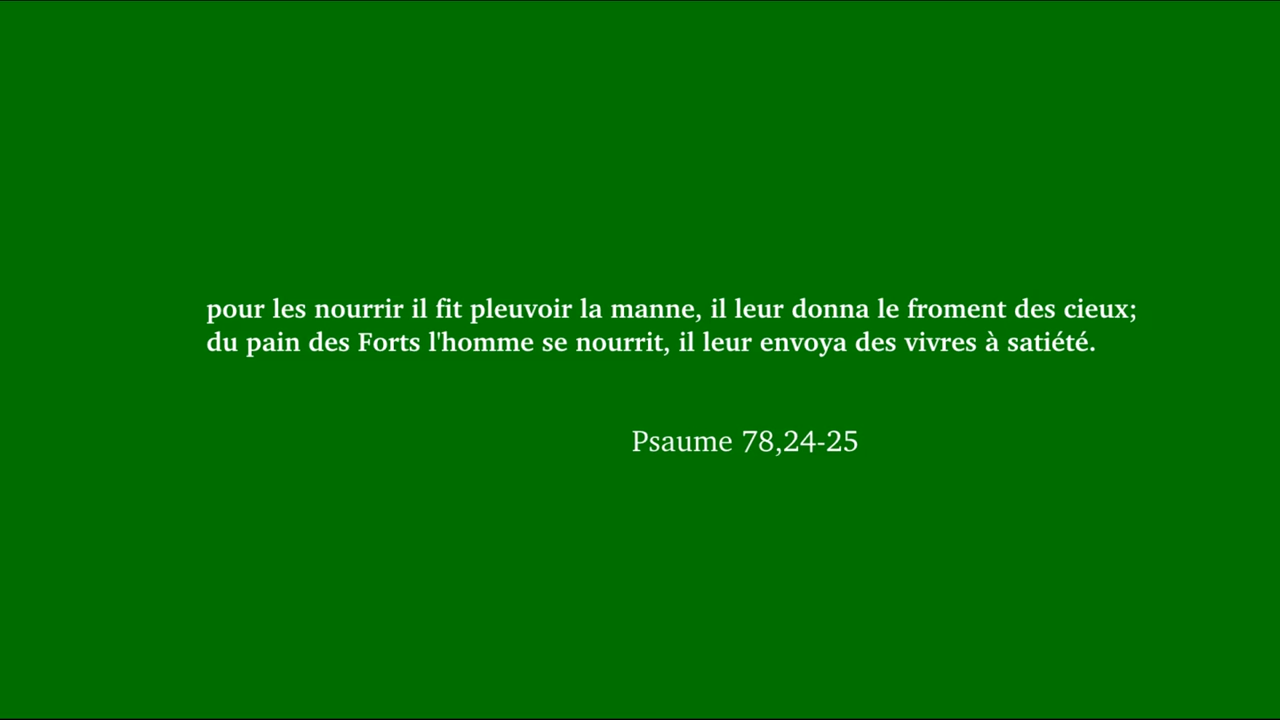 pour les nourrir il fit pleuvoir la manne, il leur donna le froment des cieux;
du pain des Forts l'homme se nourrit, il leur envoya des vivres à satiété.
Psaume 78,24-25